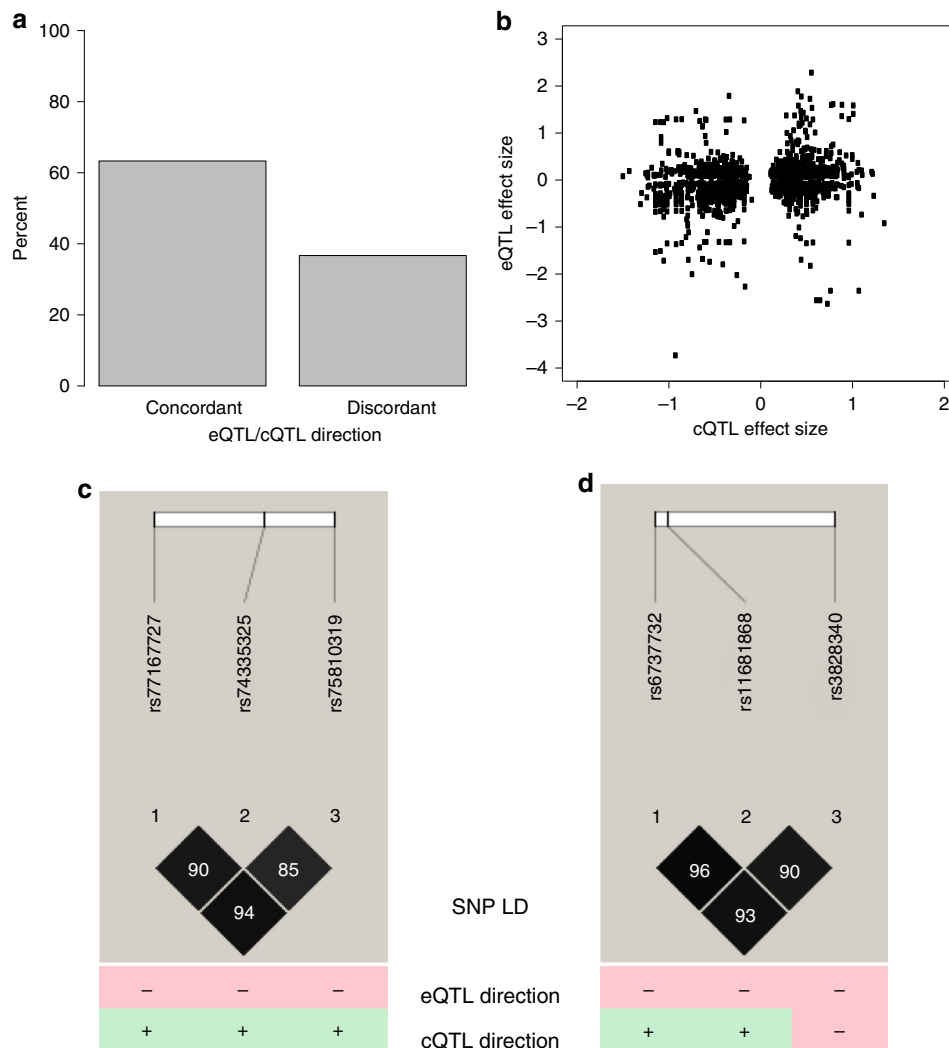 a
100
80
60
40
20
0
Percent
Concordant Discordant
eQTL/cQTL direction
b
3
2
1
0
–1
–2
–3
–4
eQTL effect size
–2 –1 0 1 2
cQTL effect size
c
rs77167727
rs74335325
rs75810319
1 2 3
90 85
94
– – –
+ + +
SNP LD
eQTL direction
cQTL direction
d
rs6737732
rs11681868
rs3828340
1 2 3
96 90
93
– – –
+ + –